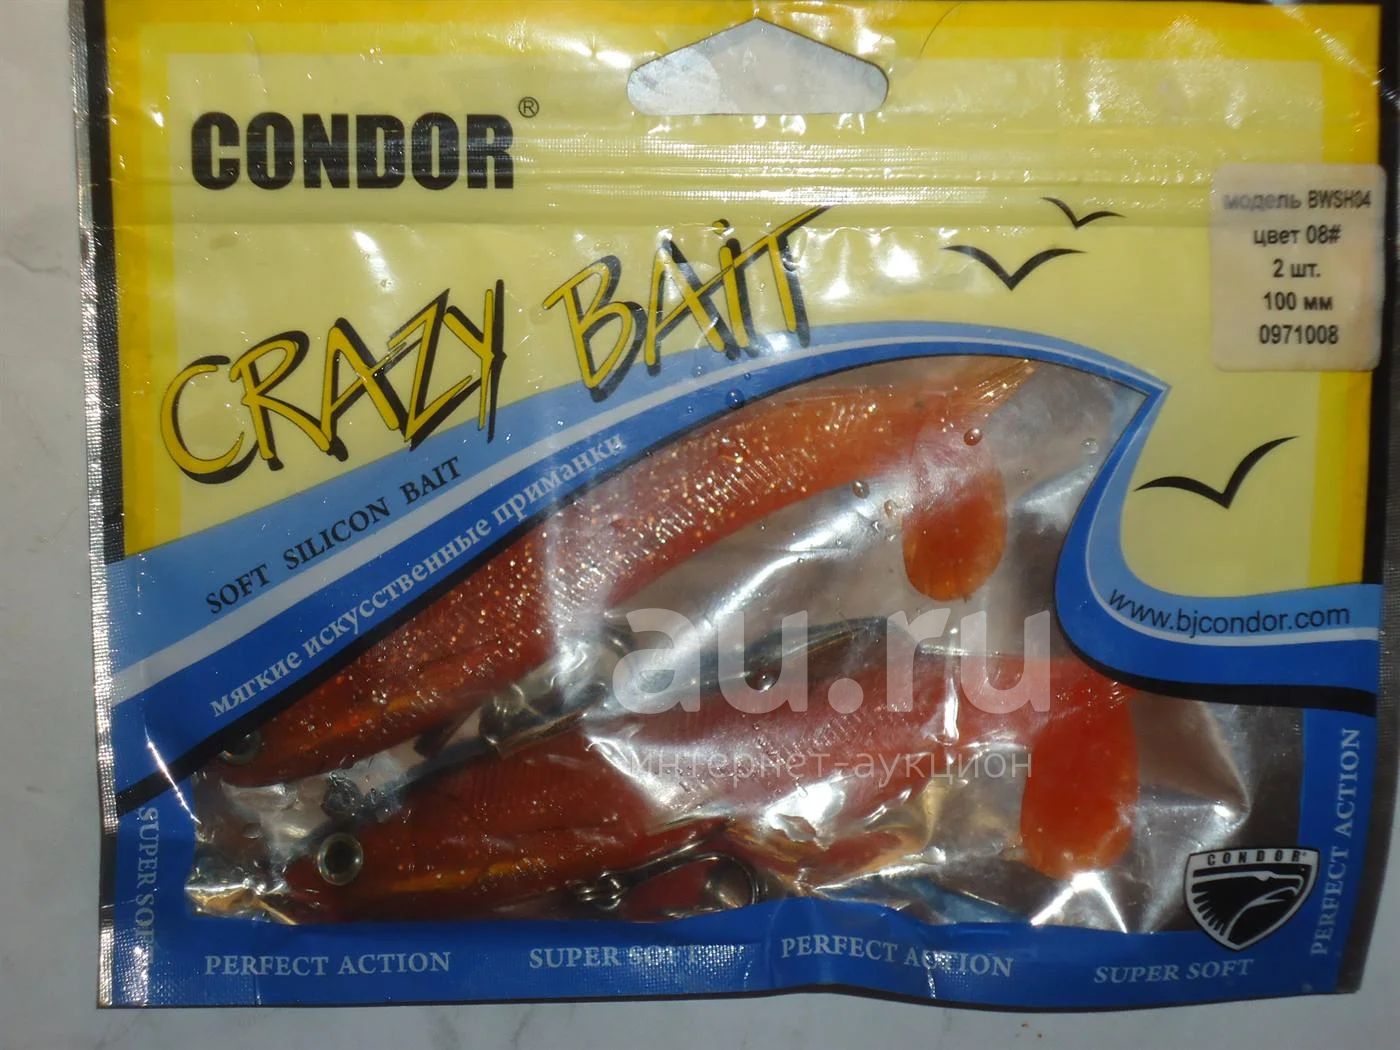 CONDOR®
модель BWSH04
цвет 08#
2 шт.
100 мм
0971008
CRAZY BAIT
SOFT SILICON BAIT
мягкие искусственные приманки
www.bjcondor.com
au.ru
интернет-аукцион
SUPER SOFT
PERFECT ACTION
CONDOR
PERFECT ACTION
SUPER SOFT
PERFECT ACTION
SUPER SOFT